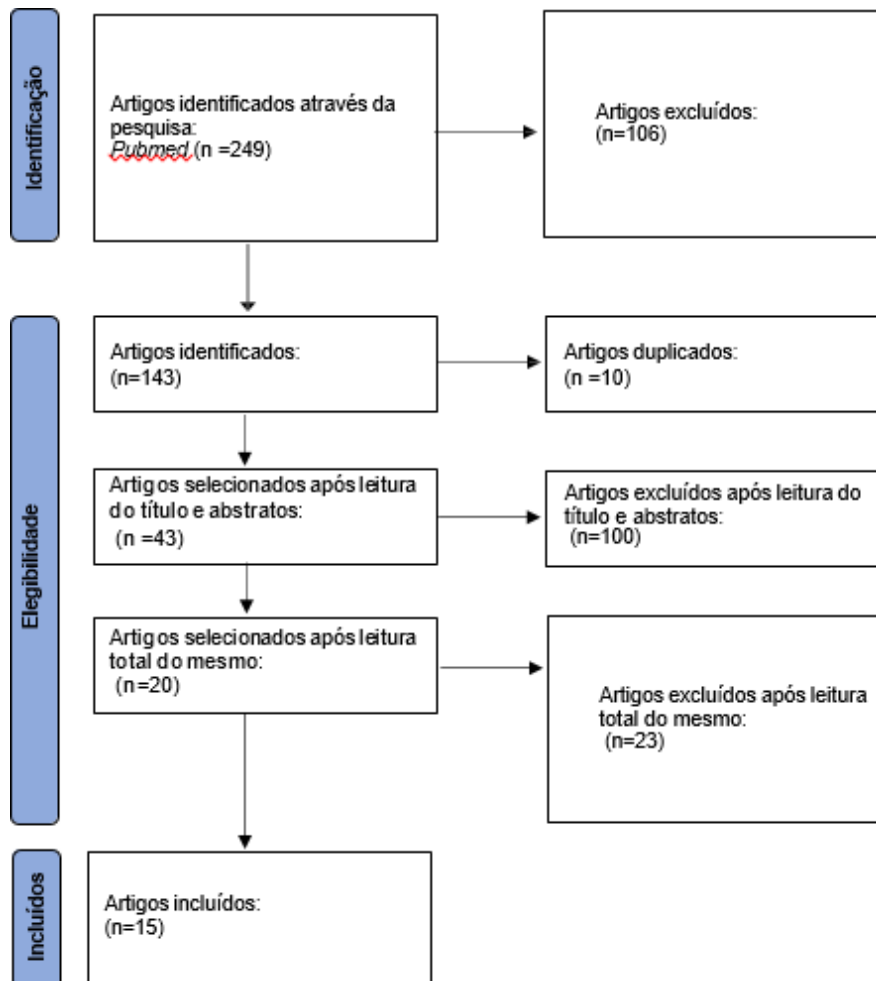 Identificação
Artigos identificados através da
pesquisa:
Pubmed (n =249)
Artigos excluídos:
(n=106)
Elegibilidade
Artigos identificados:
(n=143)
Artigos duplicados:
(n =10)
Artigos selecionados após leitura
do título e abstratos:
(n =43)
Artigos excluídos após leitura do
título e abstratos:
(n=100)
Artigos selecionados após leitura
total do mesmo:
(n=20)
Artigos excluídos após leitura
total do mesmo:
(n=23)
Incluídos
Artigos incluídos:
(n=15)